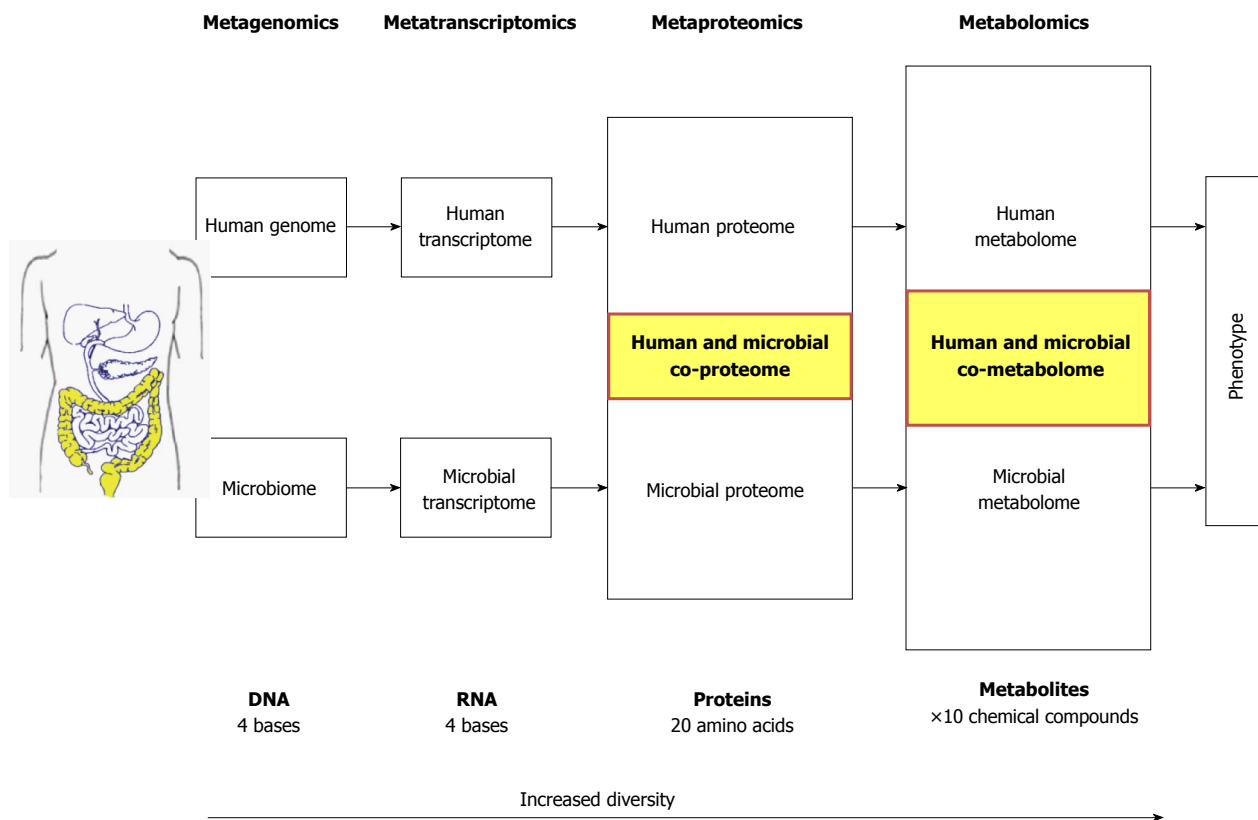 Metagenomics
Metatranscriptomics
Metaproteomics
Metabolomics
Human genome
Human
transcriptome
Human proteome
Human
metabolome
Human and microbial
co-proteome
Human and microbial
co-metabolome
Phenotype
Microbiome
Microbial
transcriptome
Microbial proteome
Microbial
metabolome
DNA
4 bases
RNA
4 bases
Proteins
20 amino acids
Metabolites
×10 chemical compounds
Increased diversity